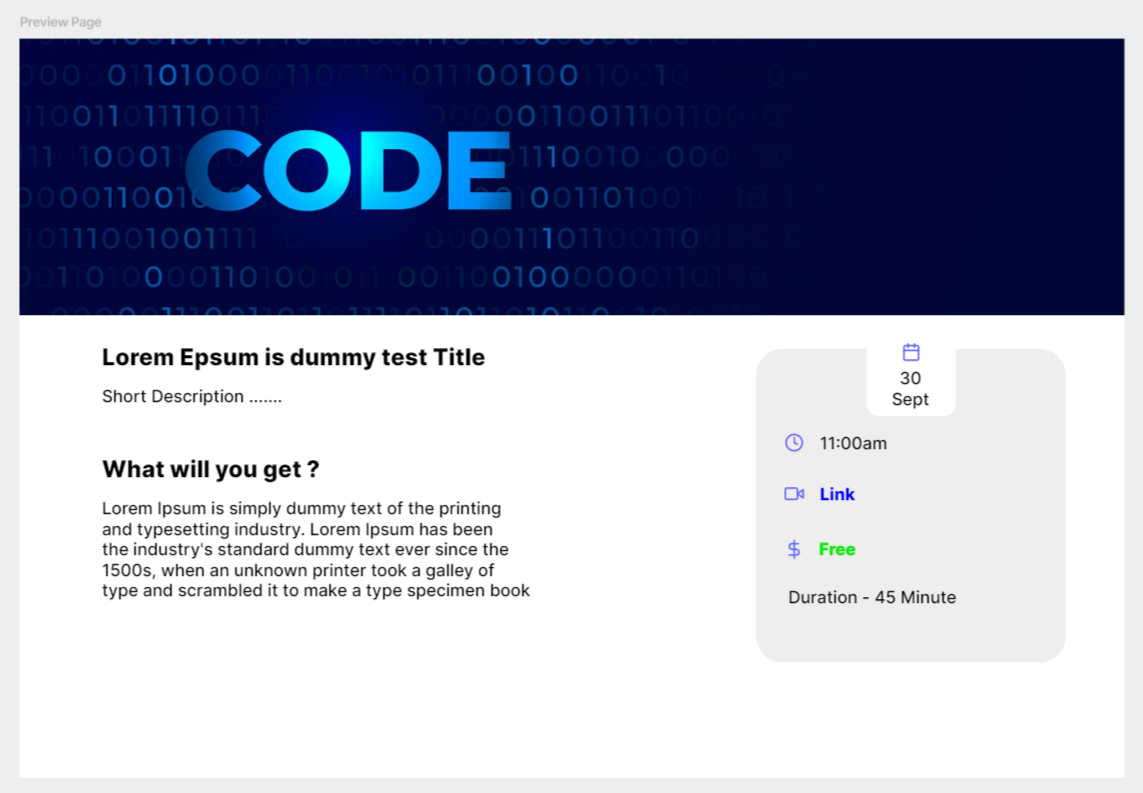 Preview Page
CODE
Lorem Epsum is dummy test Title
Short Description .......
What will you get ?
Lorem Ipsum is simply dummy text of the printing
and typesetting industry. Lorem Ipsum has been
the industry's standard dummy text ever since the
1500s, when an unknown printer took a galley of
type and scrambled it to make a type specimen book
30
Sept
11:00am
Link
Free
Duration - 45 Minute